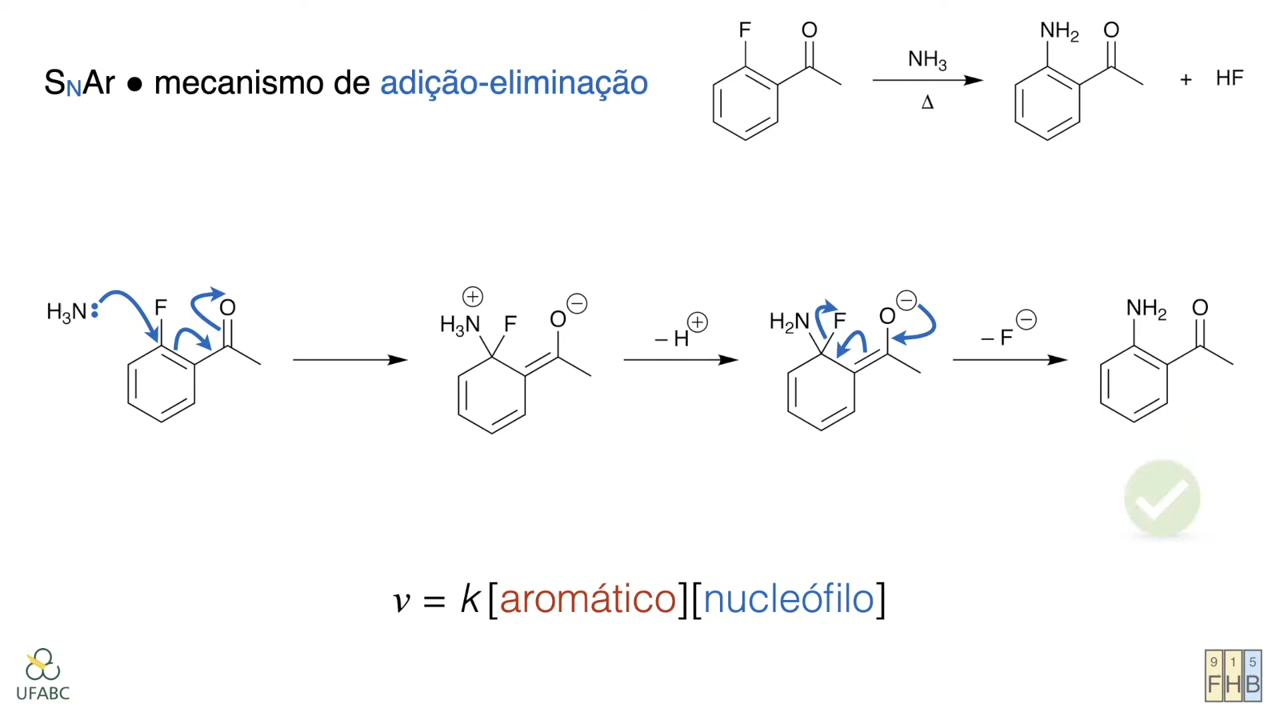 SNAr ● mecanismo de adição-eliminação
F O NH₃ Δ NH₂ O + HF
H₃N: F O
⊕ H₃N F O ⊖
– H⊕
H₂N F O ⊖
– F⊖
NH₂ O
v = k[aromático][nucleófilo]
UFABC
9 1 5
F H B